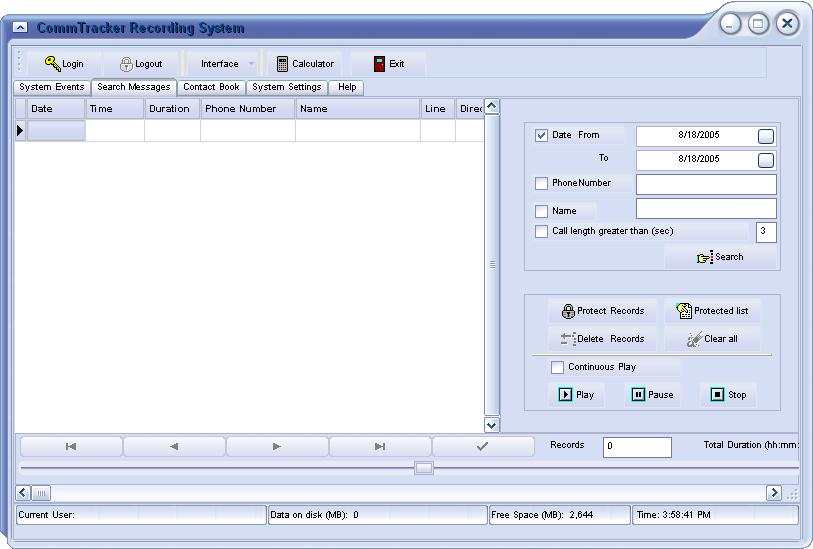 CommTracker Recording System
Login Logout Interface Calculator Exit
System Events Search Messages Contact Book System Settings Help
Date Time Duration Phone Number Name Line Direc
Date From 8/18/2005
To 8/18/2005
PhoneNumber
Name
Call length greater than (sec) 3
Search
Protect Records Protected list
Delete Records Clear all
Continuous Play
Play Pause Stop
Records 0 Total Duration (hh:mm:
Current User: Data on disk (MB): 0 Free Space (MB): 2,644 Time: 3:58:41 PM